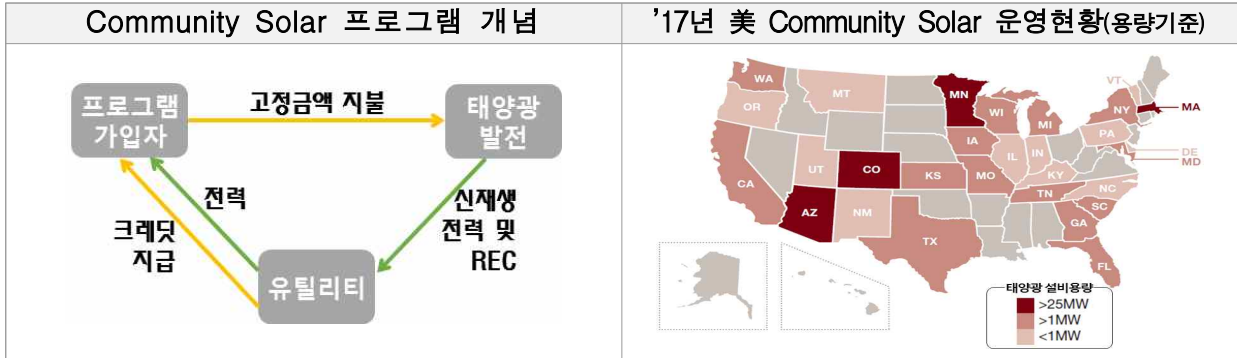 Community Solar 프로그램 개념
'17년 美 Community Solar 운영현황(용량기준)
프로그램
가입자
고정금액 지불
태양광
발전
전력
크레딧
지급
신재생
전력 및
REC
유틸리티
WA
OR
MT
MN
WI
MI
NY
VT
MA
IA
PA
DE
MD
IL
IN
UT
CO
KS
MO
KY
CA
NC
TN
SC
AZ
NM
GA
TX
FL
태양광 설비용량
>25MW
>1MW
<1MW